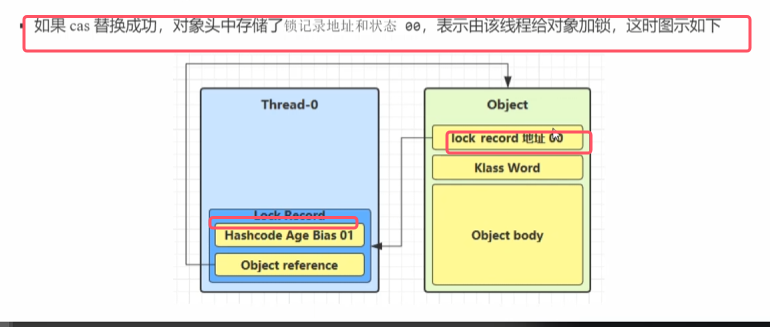 如果 cas 替换成功，对象头中存储了锁记录地址和状态 00，表示由该线程给对象加锁，这时图示如下
Thread-0
Object
lock record 地址 00
Klass Word
Lock Record
Hashcode Age Bias 01
Object body
Object reference